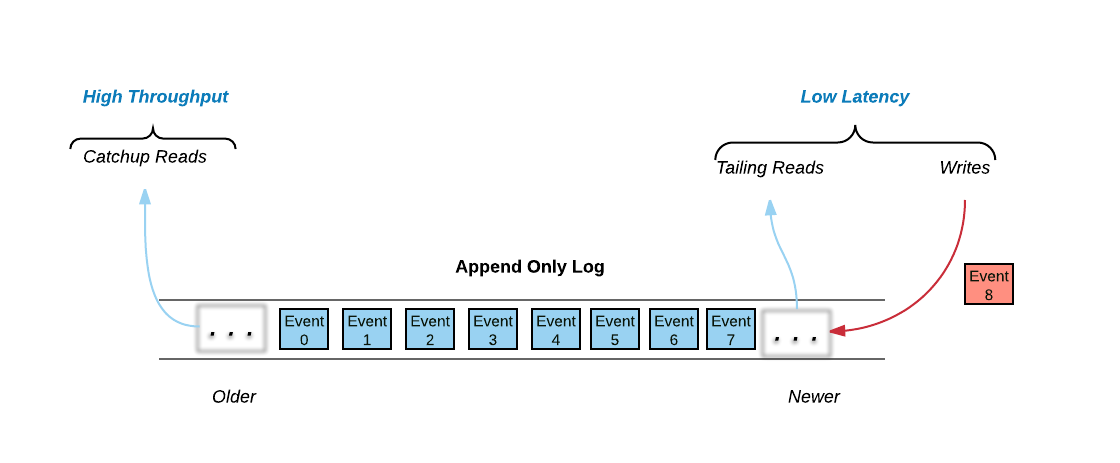 High Throughput
Low Latency
Catchup Reads
Tailing Reads
Writes
Append Only Log
Event
8
. . .
Event
0
Event
1
Event
2
Event
3
Event
4
Event
5
Event
6
Event
7
. . .
Older
Newer